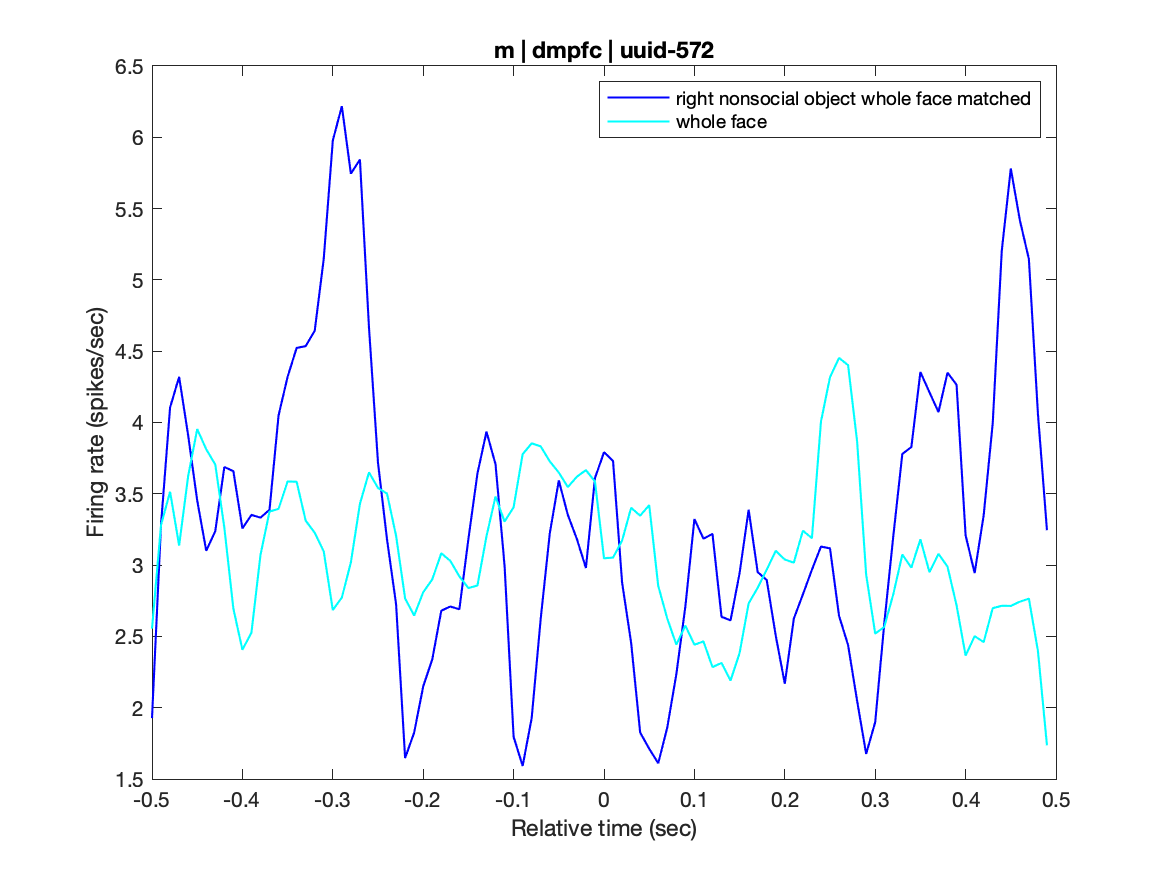 m | dmpfc | uuid-572
6.5
6
5.5
5
4.5
4
3.5
3
2.5
2
1.5
Firing rate (spikes/sec)
right nonsocial object whole face matched
whole face
-0.5 -0.4 -0.3 -0.2 -0.1 0 0.1 0.2 0.3 0.4 0.5
Relative time (sec)